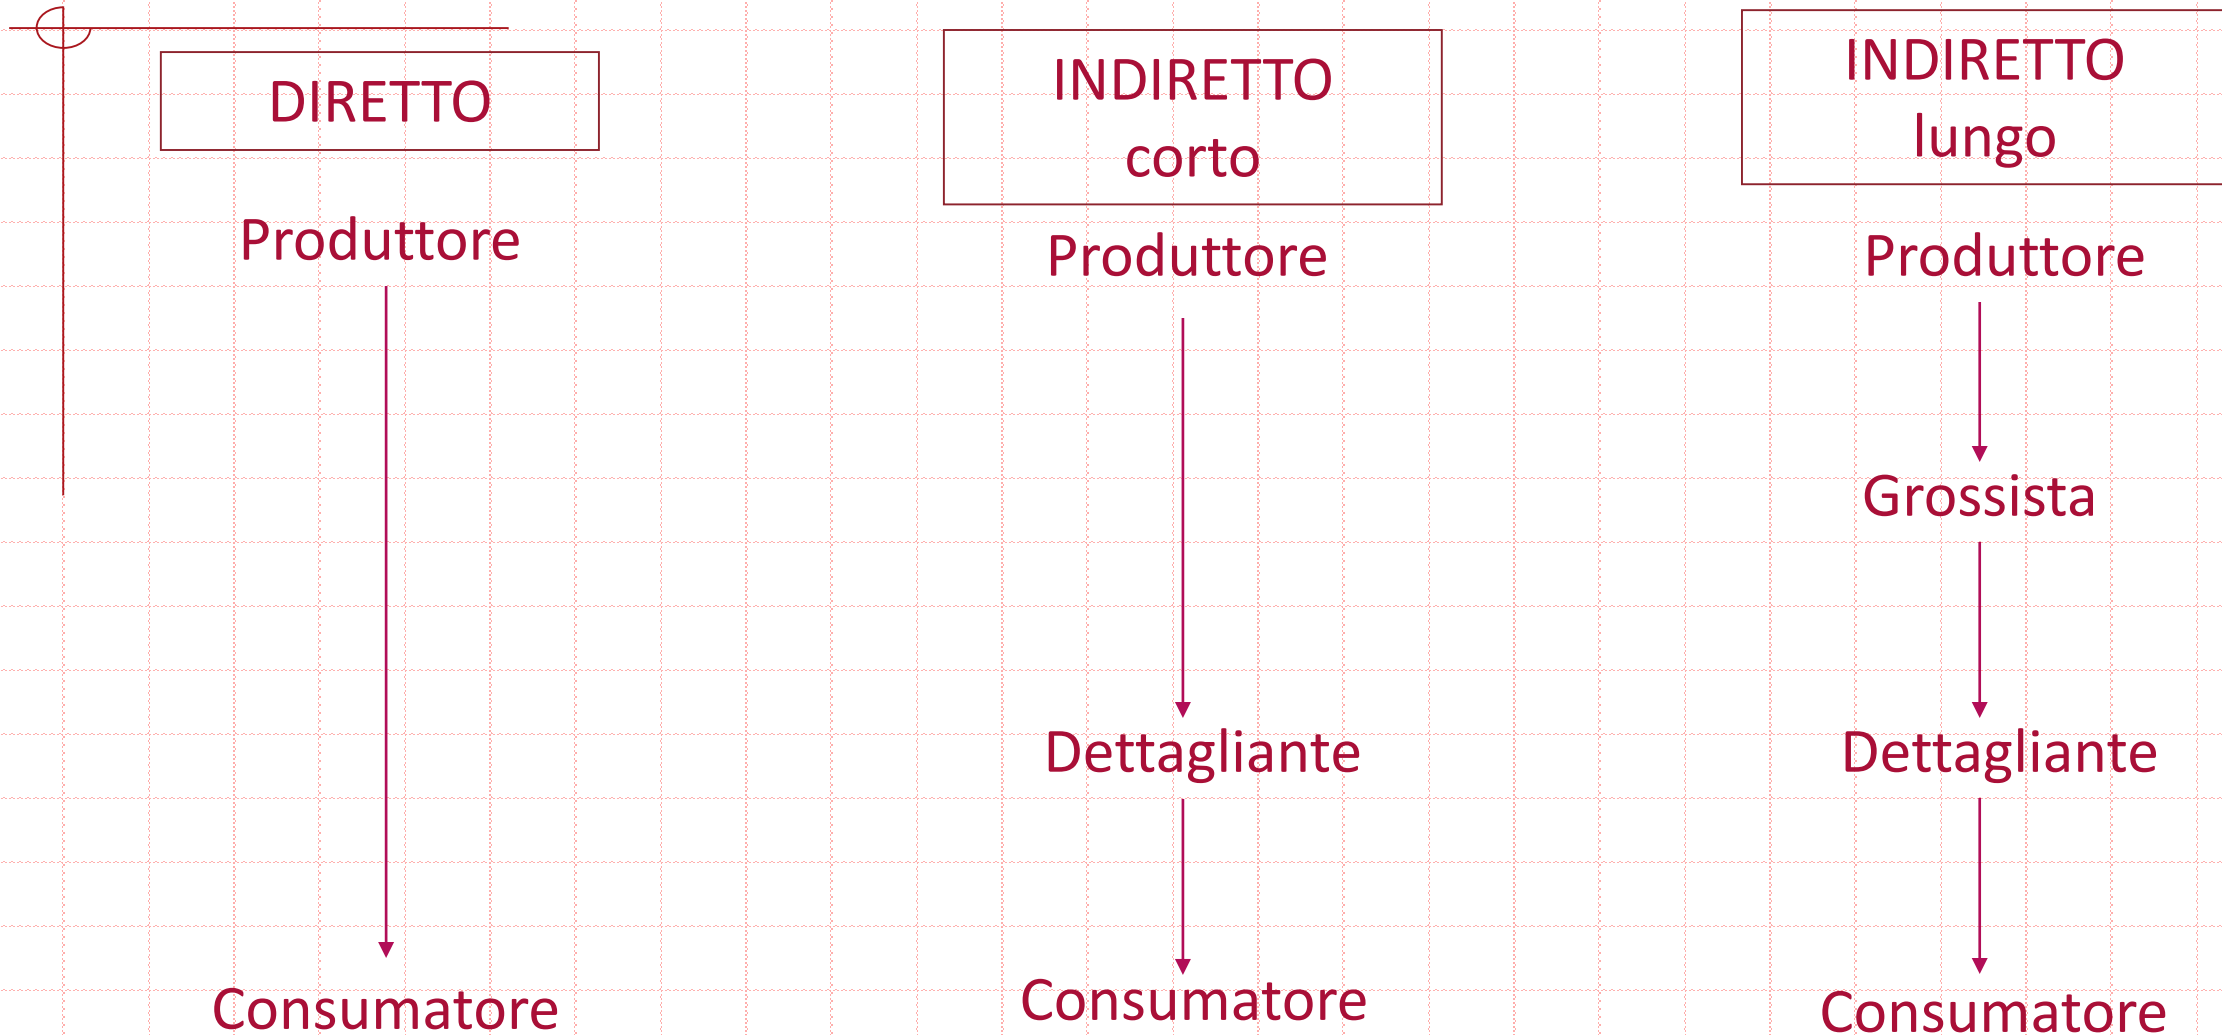 DIRETTO
Produttore
Consumatore
INDIRETTO
corto
Produttore
Dettagliante
Consumatore
INDIRETTO
lungo
Produttore
Grossista
Dettagliante
Consumatore